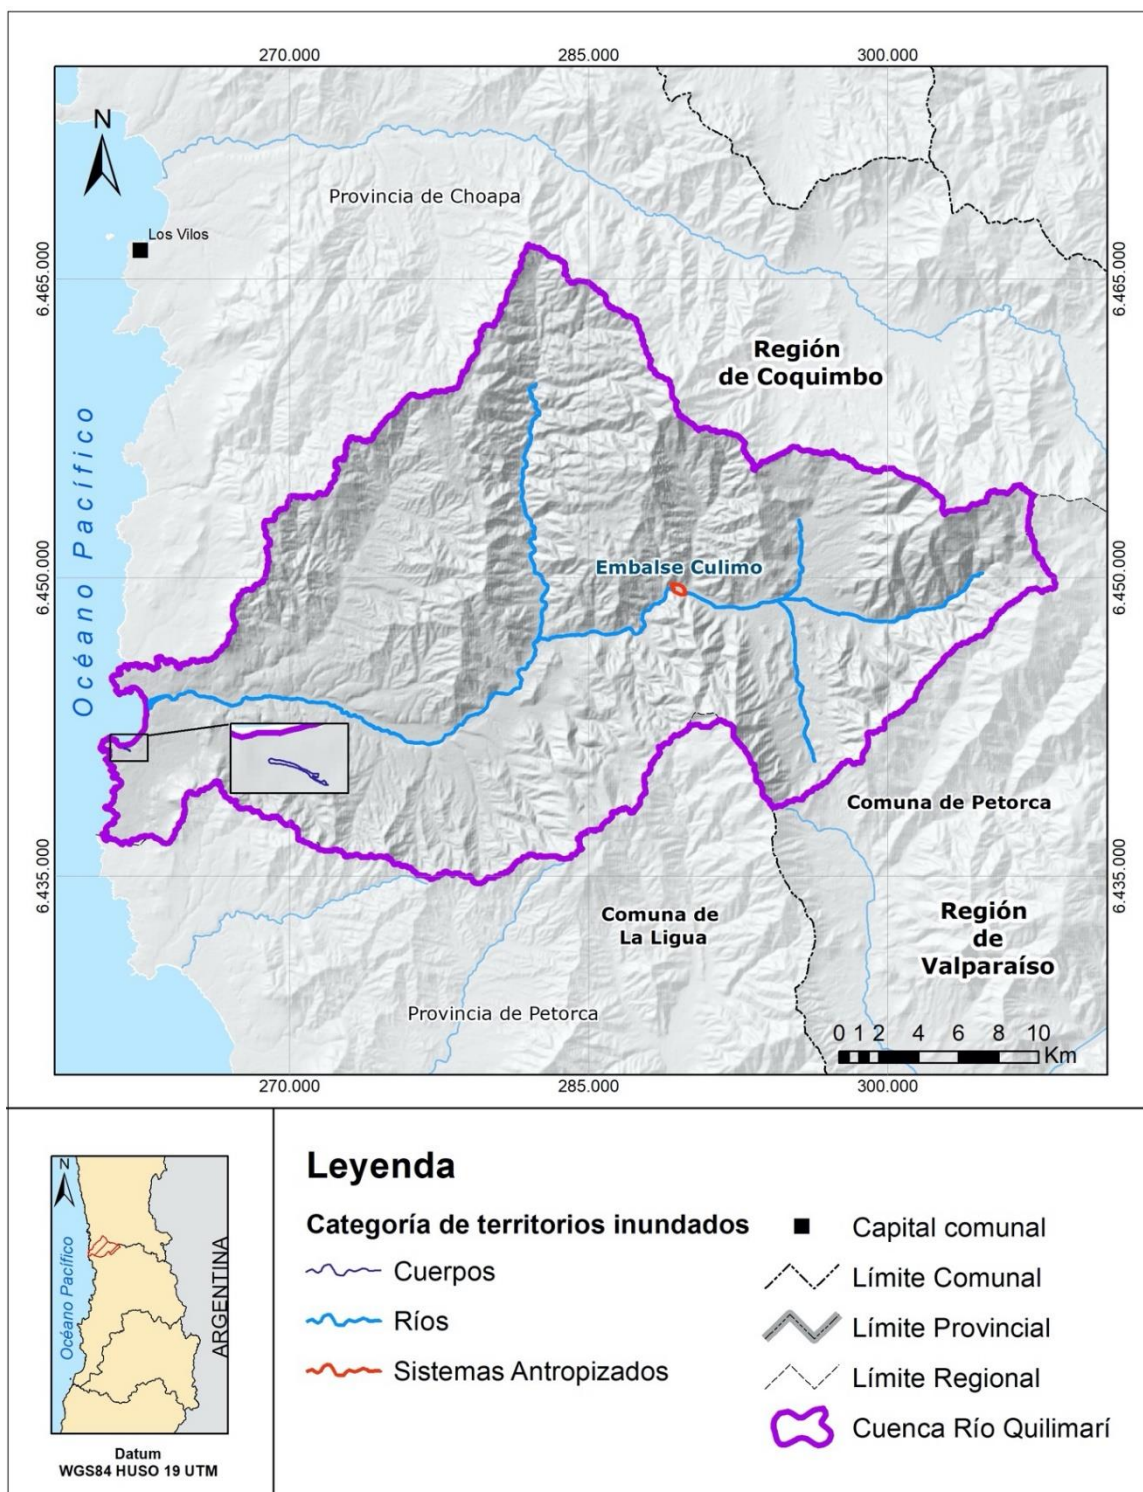 270.000
285.000
300.000
N
Provincia de Choapa
Los Vilos
6.465.000
6.465.000
Región
de Coquimbo
Océano Pacífico
Embalse Culimo
6.450.000
6.450.000
Comuna de Petorca
6.435.000
6.435.000
Comuna de
La Ligua
Región
de
Valparaíso
Provincia de Petorca
0 1 2 4 6 8 10
Km
270.000
285.000
300.000
N
Océano Pacífico
ARGENTINA
Datum
WGS84 HUSO 19 UTM
Leyenda
Categoría de territorios inundados
Cuerpos
Ríos
Sistemas Antropizados
Capital comunal
Límite Comunal
Límite Provincial
Límite Regional
Cuenca Río Quilimarí